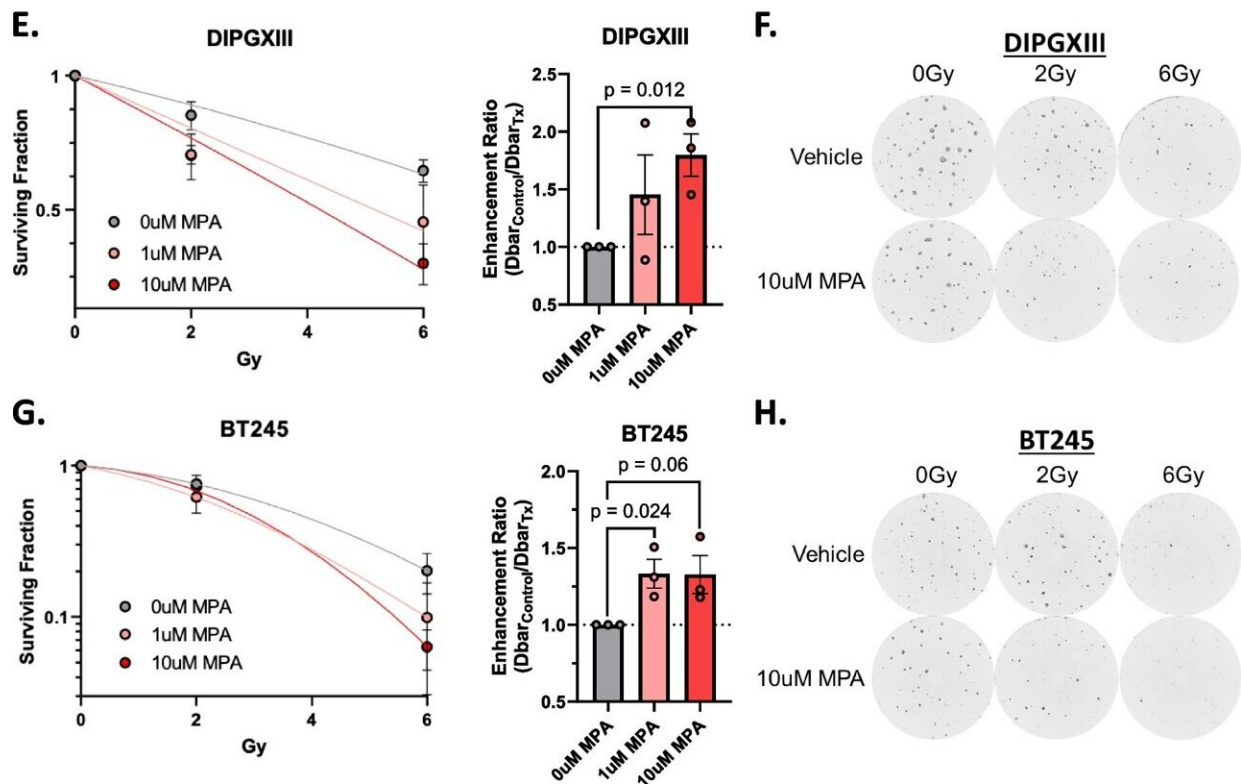 E.
DIPGXIII
1
0.5
Surviving Fraction
0uM MPA
1uM MPA
10uM MPA
0 2 4 6
Gy
DIPGXIII
p = 0.012
2.5
2.0
1.5
1.0
0.5
Enhancement Ratio
(Dbar_Control/Dbar_Tx)
0uM MPA
1uM MPA
10uM MPA
F.
DIPGXIII
0Gy 2Gy 6Gy
Vehicle
10uM MPA
G.
BT245
1
0.1
Surviving Fraction
0uM MPA
1uM MPA
10uM MPA
0 2 4 6
Gy
BT245
p = 0.06
p = 0.024
2.0
1.5
1.0
0.5
Enhancement Ratio
(Dbar_Control/Dbar_Tx)
0uM MPA
1uM MPA
10uM MPA
H.
BT245
0Gy 2Gy 6Gy
Vehicle
10uM MPA